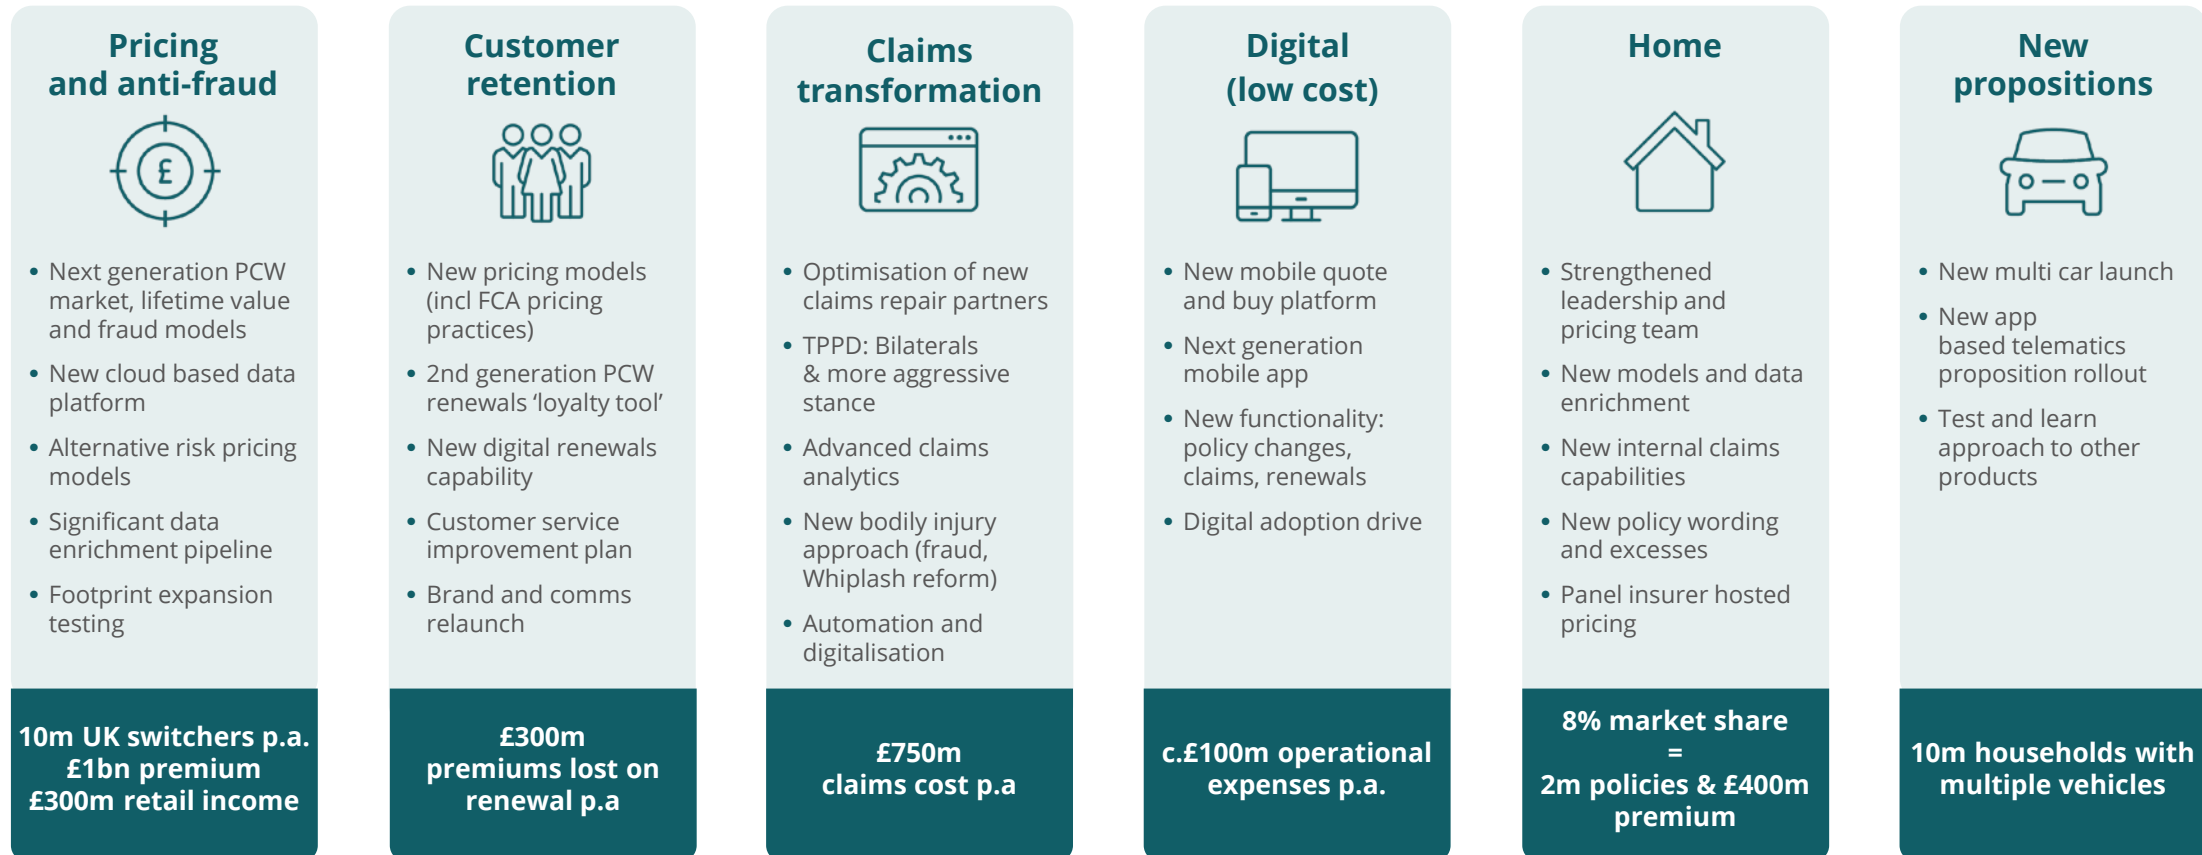 Pricing
and anti-fraud
£
• Next generation PCW
market, lifetime value
and fraud models
• New cloud based data
platform
• Alternative risk pricing
models
• Significant data
enrichment pipeline
• Footprint expansion
testing
10m UK switchers p.a.
£1bn premium
£300m retail income
Customer
retention
• New pricing models
(incl FCA pricing
practices)
• 2nd generation PCW
renewals ‘loyalty tool’
• New digital renewals
capability
• Customer service
improvement plan
• Brand and comms
relaunch
£300m
premiums lost on
renewal p.a
Claims
transformation
• Optimisation of new
claims repair partners
• TPPD: Bilaterals
& more aggressive
stance
• Advanced claims
analytics
• New bodily injury
approach (fraud,
Whiplash reform)
• Automation and
digitalisation
£750m
claims cost p.a
Digital
(low cost)
• New mobile quote
and buy platform
• Next generation
mobile app
• New functionality:
policy changes,
claims, renewals
• Digital adoption drive
c.£100m operational
expenses p.a.
Home
• Strengthened
leadership and
pricing team
• New models and data
enrichment
• New internal claims
capabilities
• New policy wording
and excesses
• Panel insurer hosted
pricing
8% market share
=
2m policies & £400m
premium
New
propositions
• New multi car launch
• New app
based telematics
proposition rollout
• Test and learn
approach to other
products
10m households with
multiple vehicles